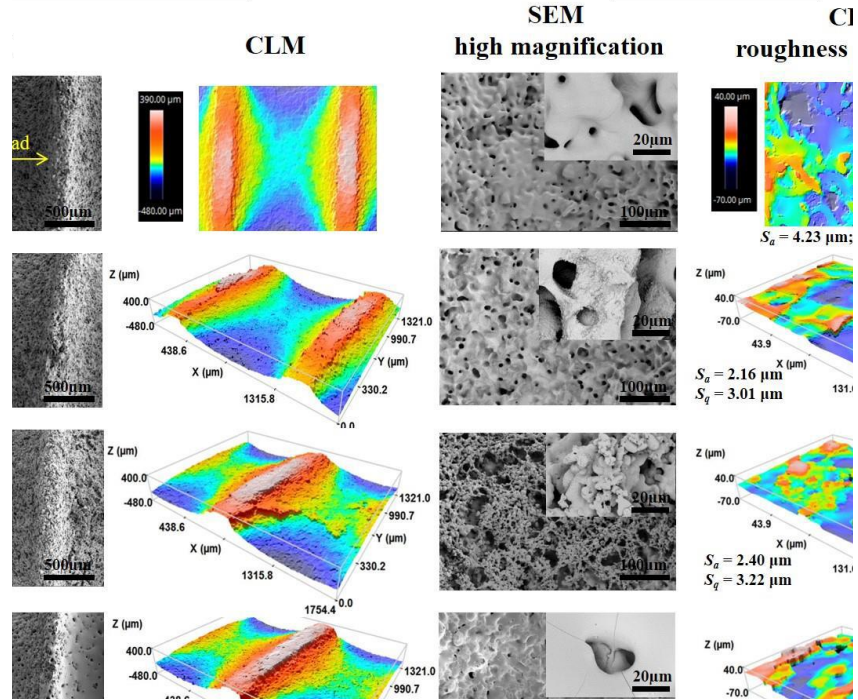 SEM
CLM
high magnification
roughness
390.00 µm
-480.00 µm
ad
500µm
20µm
100µm
40.00 µm
-70.00 µm
Sa = 4.23 µm;
Z (µm)
400.0
-480.0
438.6
X (µm)
1315.8
1321.0
990.7
Y (µm)
330.2
0.0
500µm
20µm
100µm
Z (µm)
40.0
-70.0
43.9
X (µm)
131.
Sa = 2.16 µm
Sq = 3.01 µm
Z (µm)
400.0
-480.0
438.6
X (µm)
1315.8
1754.4
1321.0
990.7
Y (µm)
330.2
0.0
500µm
20µm
100µm
Z (µm)
40.0
-70.0
43.9
X (µm)
131.
Sa = 2.40 µm
Sq = 3.22 µm
Z (µm)
400.0
-480.0
1321.0
990.7
20µm
Z (µm)
40.0
-70.0